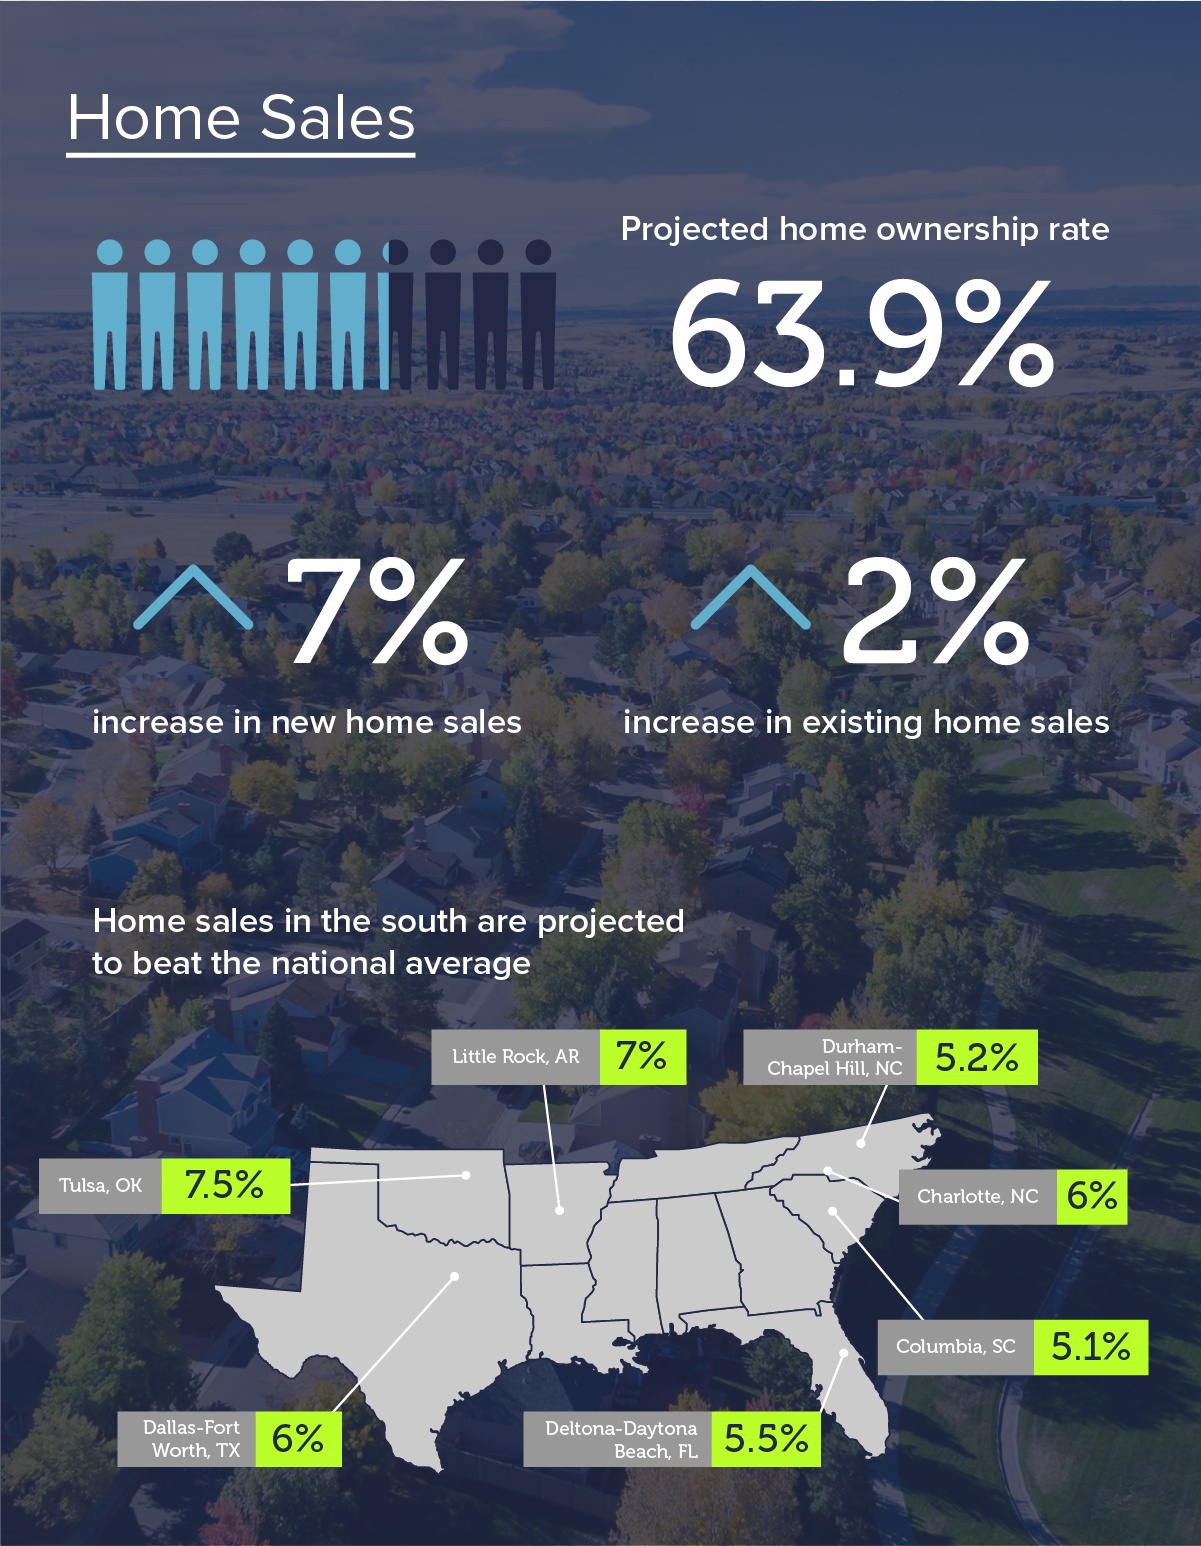 Home Sales
Projected home ownership rate
63.9%
7%
increase in new home sales
2%
increase in existing home sales
Home sales in the south are projected
to beat the national average
Little Rock, AR 7%
Durham-
Chapel Hill, NC 5.2%
Tulsa, OK 7.5%
Charlotte, NC 6%
Columbia, SC 5.1%
Dallas-Fort
Worth, TX 6%
Deltona-Daytona
Beach, FL 5.5%